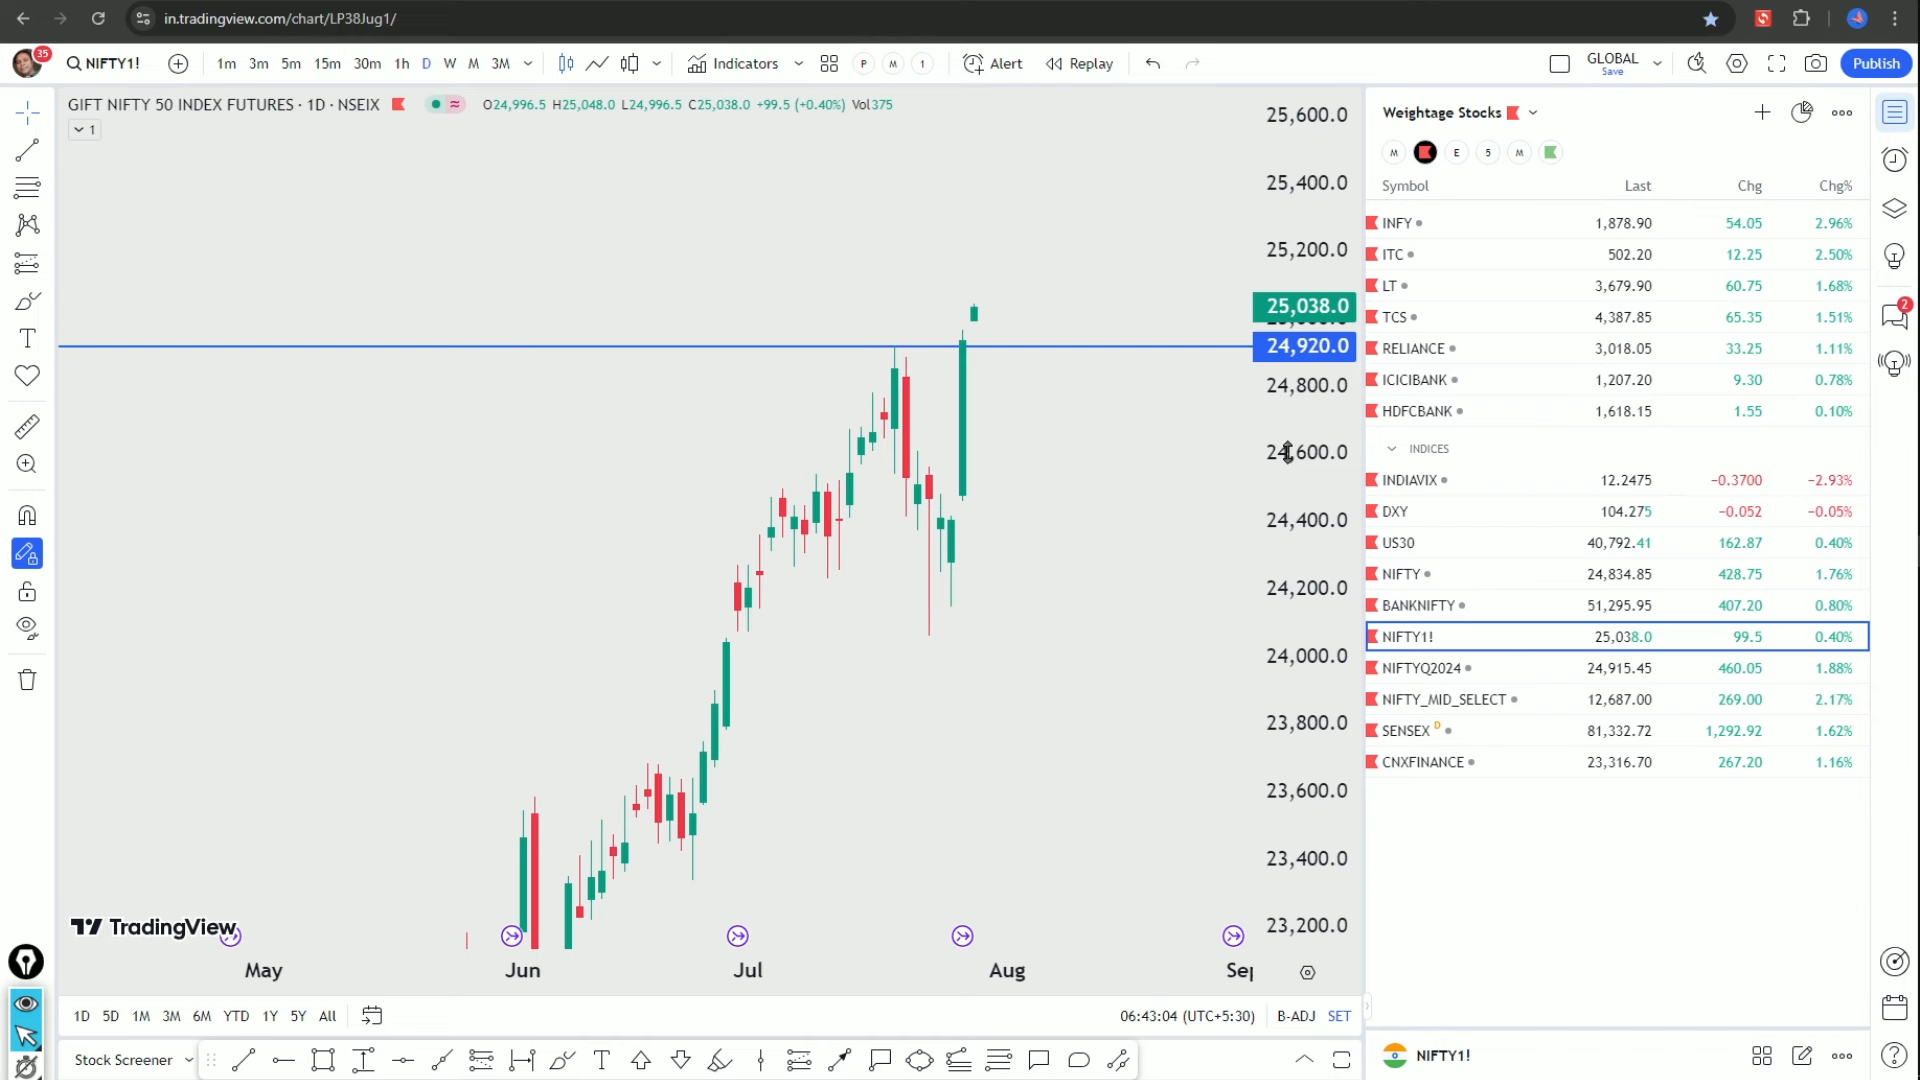 in.tradingview.com/chart/LP38Jug1/
35 NIFTY1! 1m 3m 5m 15m 30m 1h D W M 3M Indicators P M 1 Alert Replay GLOBAL Save Publish
GIFT NIFTY 50 INDEX FUTURES · 1D · NSEIX O24,996.5 H25,048.0 L24,996.5 C25,038.0 +99.5 (+0.40%) Vol375
1
25,600.0
25,400.0
25,200.0
25,038.0
24,920.0
24,800.0
24,600.0
24,400.0
24,200.0
24,000.0
23,800.0
23,600.0
23,400.0
23,200.0
TradingView
May Jun Jul Aug Sep
1D 5D 1M 3M 6M YTD 1Y 5Y All 06:43:04 (UTC+5:30) B-ADJ SET
Stock Screener
Weightage Stocks
M E 5 M
Symbol Last Chg Chg%
INFY 1,878.90 54.05 2.96%
ITC 502.20 12.25 2.50%
LT 3,679.90 60.75 1.68%
TCS 4,387.85 65.35 1.51%
RELIANCE 3,018.05 33.25 1.11%
ICICIBANK 1,207.20 9.30 0.78%
HDFCBANK 1,618.15 1.55 0.10%
INDICES
INDIAVIX 12.2475 −0.3700 −2.93%
DXY 104.275 −0.052 −0.05%
US30 40,792.41 162.87 0.40%
NIFTY 24,834.85 428.75 1.76%
BANKNIFTY 51,295.95 407.20 0.80%
NIFTY1! 25,038.0 99.5 0.40%
NIFTYQ2024 24,915.45 460.05 1.88%
NIFTY_MID_SELECT 12,687.00 269.00 2.17%
SENSEX D 81,332.72 1,292.92 1.62%
CNXFINANCE 23,316.70 267.20 1.16%
NIFTY1!
2